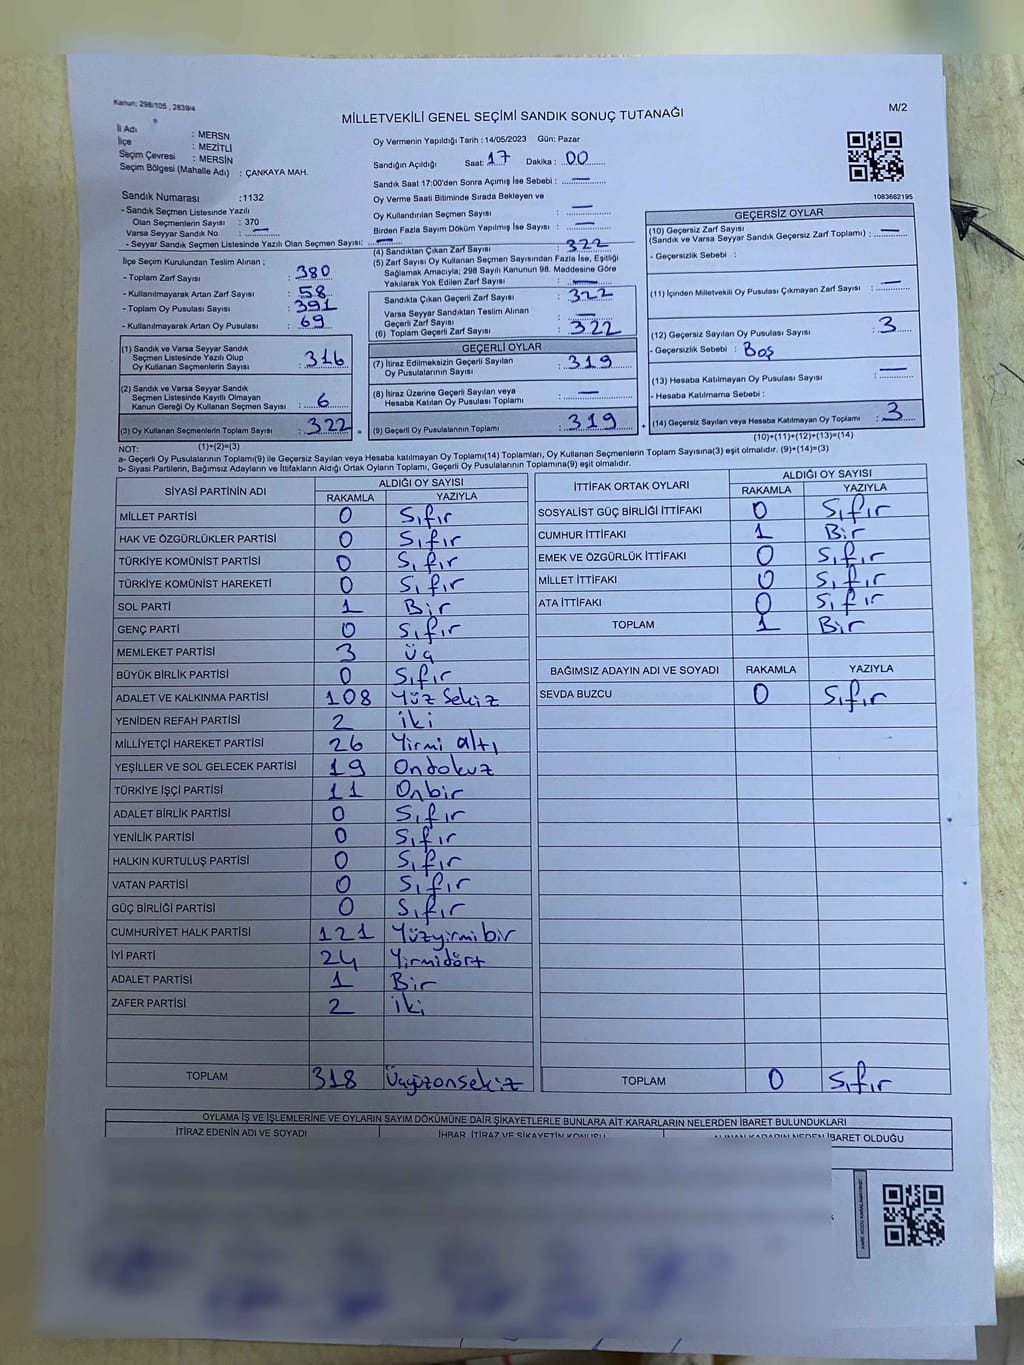 Kanun: 298/105 , 2839/4
MİLLETVEKİLİ GENEL SEÇİMİ SANDIK SONUÇ TUTANAĞI
M/2
İl Adı : MERSN
İlçe : MEZİTLİ
Seçim Çevresi : MERSİN
Seçim Bölgesi (Mahalle Adı) : ÇANKAYA MAH.
Sandık Numarası :1132
- Sandık Seçmen Listesinde Yazılı
Olan Seçmenlerin Sayısı : 370
Varsa Seyyar Sandık No : —
- Seyyar Sandık Seçmen Listesinde Yazılı Olan Seçmen Sayısı: —
Oy Vermenin Yapıldığı Tarih :14/05/2023 Gün: Pazar
Sandığın Açıldığı Saat: 17 Dakika : 00
Sandık Saat 17:00'den Sonra Açımış İse Sebebi : —
Oy Verme Saati Bitiminde Sırada Bekleyen ve
Oy Kullandırılan Seçmen Sayısı : —
Birden Fazla Sayım Döküm Yapılmış İse Sayısı : —
1083662195
İlçe Seçim Kurulundan Teslim Alınan ;
- Toplam Zarf Sayısı : 380
- Kullanılmayarak Artan Zarf Sayısı : 58
- Toplam Oy Pusulası Sayısı : 391
- Kullanılmayarak Artan Oy Pusulası : 69
(1) Sandık ve Varsa Seyyar Sandık
Seçmen Listesinde Yazılı Olup
Oy Kullanan Seçmenlerin Sayısı : 316
(2) Sandık ve Varsa Seyyar Sandık
Seçmen Listesinde Kayıtlı Olmayan
Kanun Gereği Oy Kullanan Seçmen Sayısı : 6
(3) Oy Kullanan Seçmenlerin Toplam Sayısı : 322
(1)+(2)=(3)
(4) Sandıktan Çıkan Zarf Sayısı : 322
(5) Zarf Sayısı Oy Kullanan Seçmen Sayısından Fazla İse, Eşitliği
Sağlamak Amacıyla; 298 Sayılı Kanunun 98. Maddesine Göre
Yakılarak Yok Edilen Zarf Sayısı : —
Sandıkta Çıkan Geçerli Zarf Sayısı : 322
Varsa Seyyar Sandıktan Teslim Alınan
Geçerli Zarf Sayısı : —
(6) Toplam Geçerli Zarf Sayısı : 322
GEÇERLİ OYLAR
(7) İtiraz Edilmeksizin Geçerli Sayılan
Oy Pusulalarının Sayısı : 319
(8) İtiraz Üzerine Geçerli Sayılan veya
Hesaba Katılan Oy Pusulası Toplamı : —
= (9) Geçerli Oy Pusulalarının Toplamı : 319 +
GEÇERSİZ OYLAR
(10) Geçersiz Zarf Sayısı
(Sandık ve Varsa Seyyar Sandık Geçersiz Zarf Toplamı) : —
- Geçersizlik Sebebi :
(11) İçinden Milletvekili Oy Pusulası Çıkmayan Zarf Sayısı : —
(12) Geçersiz Sayılan Oy Pusulası Sayısı : 3
- Geçersizlik Sebebi : Boş
(13) Hesaba Katılmayan Oy Pusulası Sayısı : —
- Hesaba Katılmama Sebebi :
(14) Geçersiz Sayılan veya Hesaba Katılmayan Oy Toplamı : 3
(10)+(11)+(12)+(13)=(14)
NOT:
a- Geçerli Oy Pusulaları Toplamı(9) ile Geçersiz Sayılan veya Hesaba katılmayan Oy Toplamı(14) Toplamları, Oy Kullanan Seçmenlerin Toplam Sayısına(3) eşit olmalıdır. (9)+(14)=(3)
b- Siyasi Partilerin, Bağımsız Adayların ve İttifakların Aldığı Ortak Oyların Toplamı, Geçerli Oy Pusulalarının Toplamına(9) eşit olmalıdır.
SİYASİ PARTİNİN ADI ALDIĞI OY SAYISI
RAKAMLA YAZIYLA
MİLLET PARTİSİ 0 Sıfır
HAK VE ÖZGÜRLÜKLER PARTİSİ 0 Sıfır
TÜRKİYE KOMÜNİST PARTİSİ 0 Sıfır
TÜRKİYE KOMÜNİST HAREKETİ 0 Sıfır
SOL PARTİ 1 Bir
GENÇ PARTİ 0 Sıfır
MEMLEKET PARTİSİ 3 Üç
BÜYÜK BİRLİK PARTİSİ 0 Sıfır
ADALET VE KALKINMA PARTİSİ 108 Yüz Sekiz
YENİDEN REFAH PARTİSİ 2 iki
MİLLİYETÇİ HAREKET PARTİSİ 26 Yirmi altı
YEŞİLLER VE SOL GELECEK PARTİSİ 19 Ondokuz
TÜRKİYE İŞÇİ PARTİSİ 11 Onbir
ADALET BİRLİK PARTİSİ 0 Sıfır
YENİLİK PARTİSİ 0 Sıfır
HALKIN KURTULUŞ PARTİSİ 0 Sıfır
VATAN PARTİSİ 0 Sıfır
GÜÇ BİRLİĞİ PARTİSİ 0 Sıfır
CUMHURİYET HALK PARTİSİ 121 Yüzyirmibir
İYİ PARTİ 24 Yirmidört
ADALET PARTİSİ 1 Bir
ZAFER PARTİSİ 2 iki
TOPLAM 318 Üçyüzonsekiz
İTTİFAK ORTAK OYLARI ALDIĞI OY SAYISI
RAKAMLA YAZIYLA
SOSYALİST GÜÇ BİRLİĞİ İTTİFAKI 0 Sıfır
CUMHUR İTTİFAKI 1 Bir
EMEK VE ÖZGÜRLÜK İTTİFAKI 0 Sıfır
MİLLET İTTİFAKI 0 Sıfır
ATA İTTİFAKI 0 Sıfır
TOPLAM 1 Bir
BAĞIMSIZ ADAYIN ADI VE SOYADI RAKAMLA YAZIYLA
SEVDA BUZCU 0 Sıfır
TOPLAM 0 Sıfır
OYLAMA İŞ VE İŞLEMLERİNE VE OYLARIN SAYIM DÖKÜMÜNE DAİR ŞİKAYETLERLE BUNLARA AİT KARARLARIN NELERDEN İBARET BULUNDUKLARI
İTİRAZ EDENİN ADI VE SOYADI İHBAR, İTİRAZ VE ŞİKAYETİN KONUSU ALINAN KARARIN NEDEN İBARET OLDUĞU